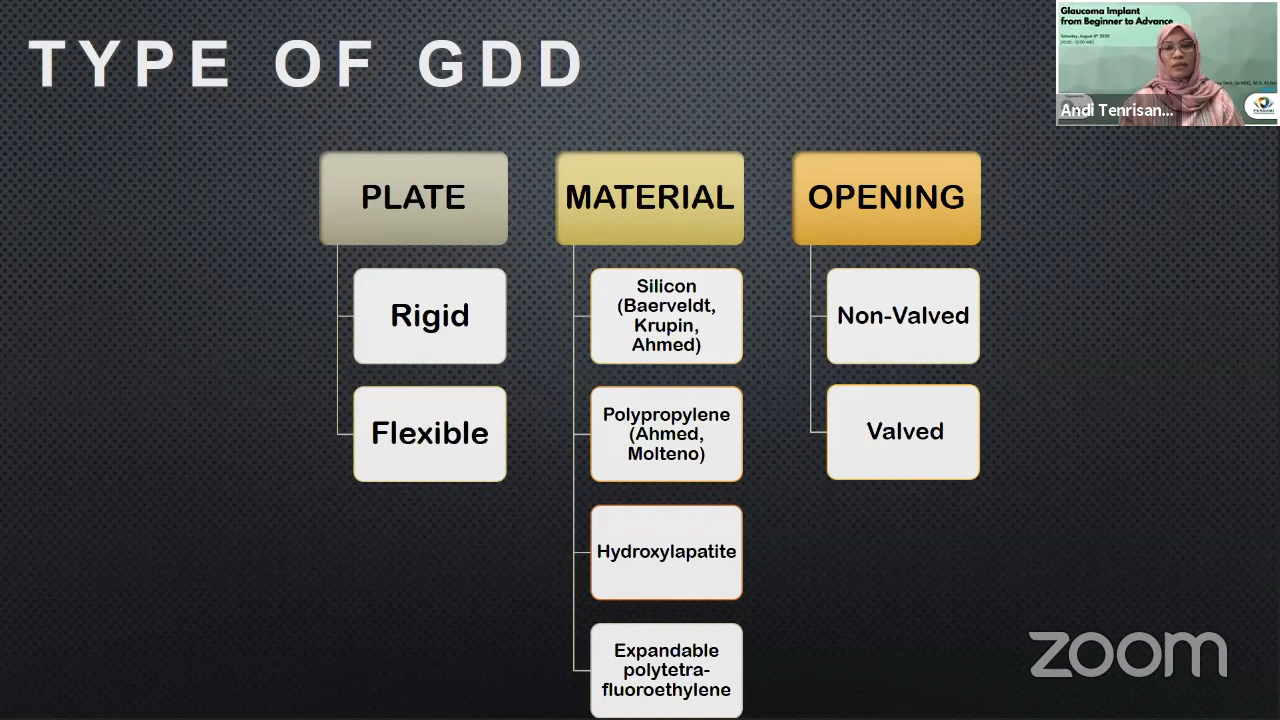 TYPE OF GDD
Glaucoma Implant
from Beginner to Advance
Andi Tenrisan...
PLATE
Rigid
Flexible
MATERIAL
Silicon
(Baerveldt,
Krupin,
Ahmed)
Polypropylene
(Ahmed,
Molteno)
Hydroxylapatite
Expandable
polytetra-
fluoroethylene
OPENING
Non-Valved
Valved
zoom